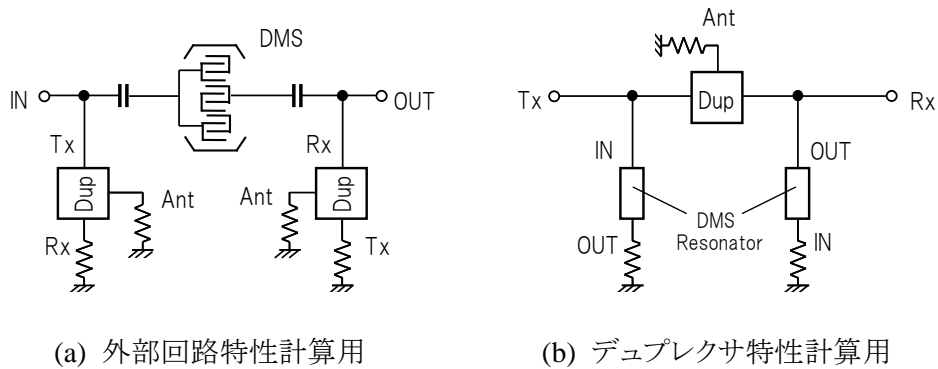 DMS
IN
OUT
Tx
Rx
Dup
Ant
Rx
Ant
Dup
Tx
(a) 外部回路特性計算用
Ant
Tx
Dup
Rx
IN
OUT
DMS
Resonator
OUT
IN
(b) デュプレクサ特性計算用